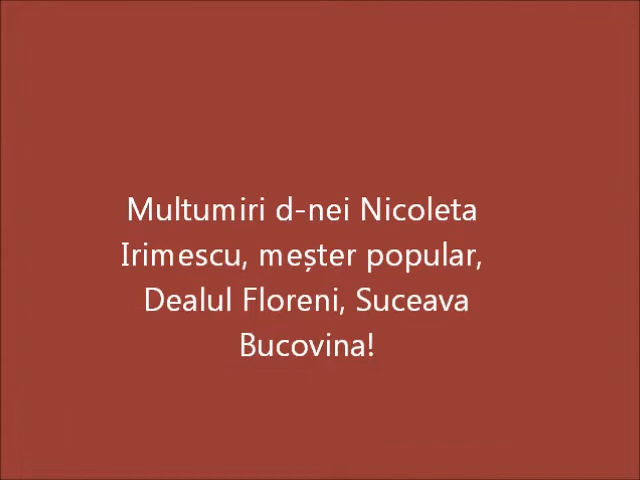 Multumiri d-nei Nicoleta
Irimescu, meșter popular,
Dealul Floreni, Suceava
Bucovina!